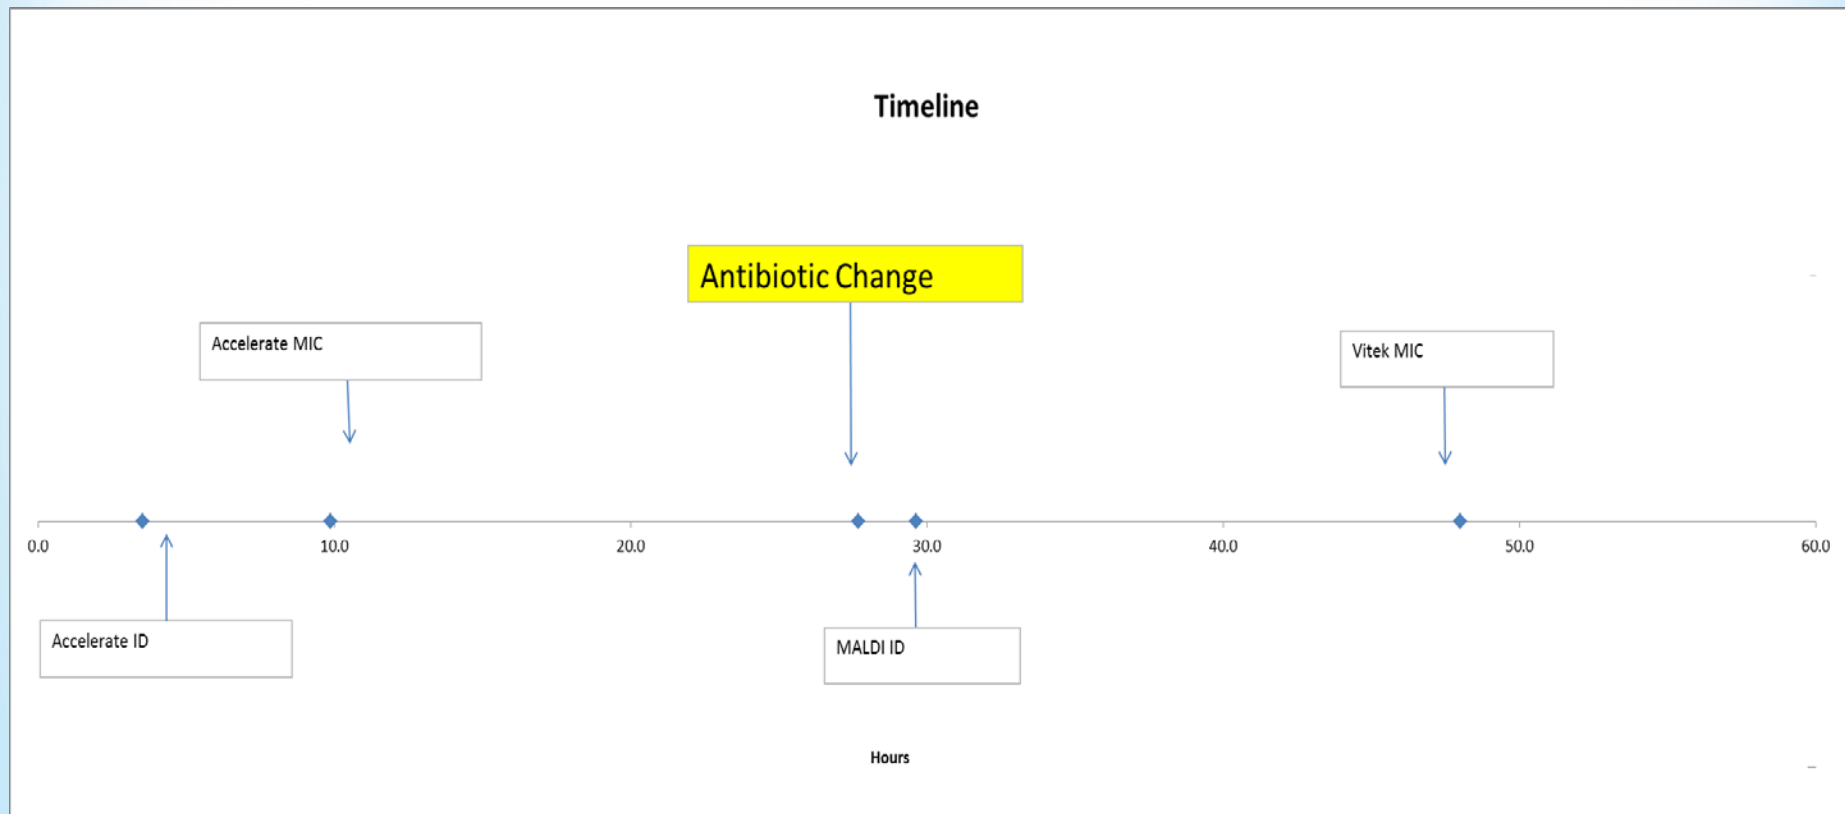 Timeline
Antibiotic Change
Accelerate MIC
Vitek MIC
0.0 10.0 20.0 30.0 40.0 50.0 60.0
Accelerate ID
MALDI ID
Hours